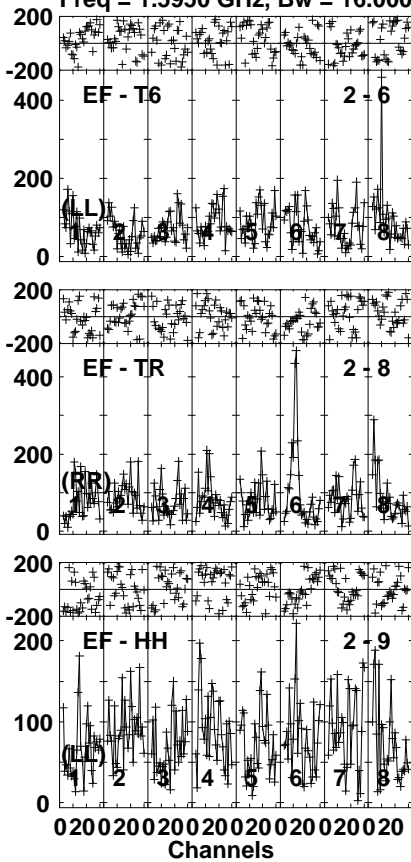 Freq = 1.5950 GHz, Bw = 16.000
200
-200
EF - T6 2 - 6
400
200
(LL)
1 2 3 4 5 6 7 8
0
200
-200
EF - TR 2 - 8
400
200
(RR)
1 2 3 4 5 6 7 8
0
200
-200
EF - HH 2 - 9
200
100
(LL)
1 2 3 4 5 6 7 8
0
020020020020020020020020
Channels